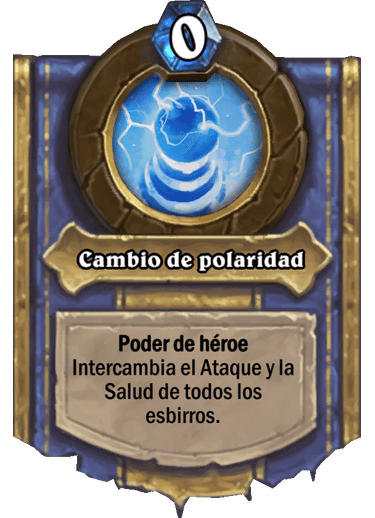 0
Cambio de polaridad
Poder de héroe
Intercambia el Ataque y la
Salud de todos los
esbirros.